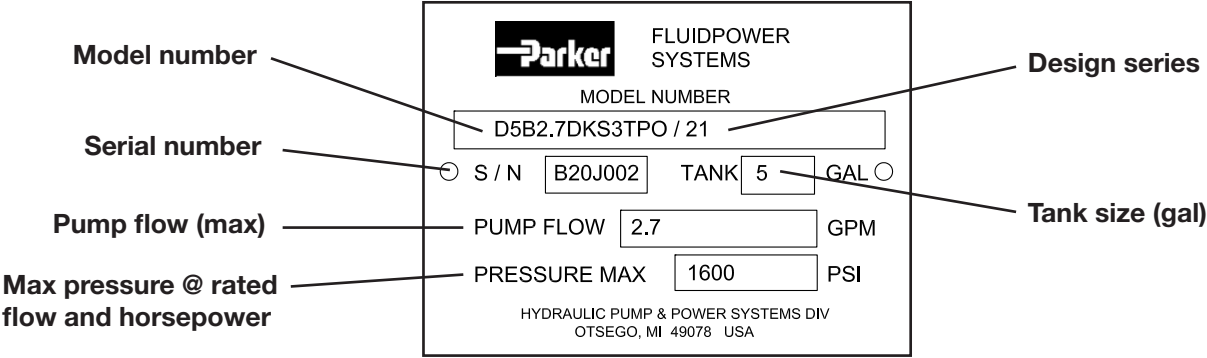 Model number
Serial number
Pump flow (max)
Max pressure @ rated
flow and horsepower
Parker
FLUIDPOWER
SYSTEMS
MODEL NUMBER
D5B2.7DKS3TPO / 21
S / N B20J002 TANK 5 GAL
PUMP FLOW 2.7 GPM
PRESSURE MAX 1600 PSI
HYDRAULIC PUMP & POWER SYSTEMS DIV
OTSEGO, MI 49078 USA
Design series
Tank size (gal)